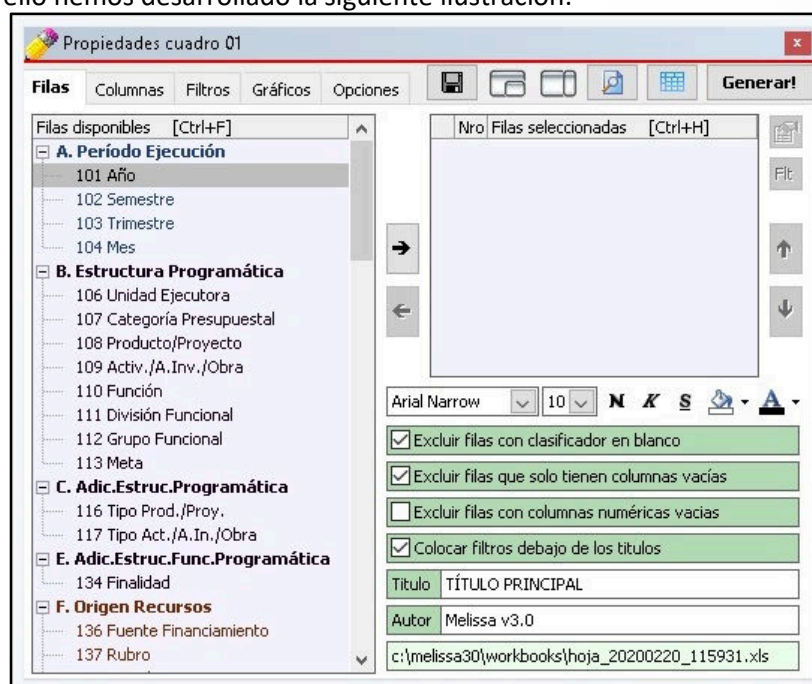 ello hemos desarrollado la siguiente ilustración:
Propiedades cuadro 01
x
Filas Columnas Filtros Gráficos Opciones Generar!
Filas disponibles [Ctrl+F]
A. Período Ejecución
101 Año
102 Semestre
103 Trimestre
104 Mes
B. Estructura Programática
106 Unidad Ejecutora
107 Categoría Presupuestal
108 Producto/Proyecto
109 Activ./A.Inv./Obra
110 Función
111 División Funcional
112 Grupo Funcional
113 Meta
C. Adic.Estruc.Programática
116 Tipo Prod./Proy.
117 Tipo Act./A.In./Obra
E. Adic.Estruc.Func.Programática
134 Finalidad
F. Origen Recursos
136 Fuente Financiamiento
137 Rubro
Nro Filas seleccionadas [Ctrl+H]
Flt
Arial Narrow 10 N K S A
Excluir filas con clasificador en blanco
Excluir filas que solo tienen columnas vacías
Excluir filas con columnas numéricas vacias
Colocar filtros debajo de los titulos
Titulo TÍTULO PRINCIPAL
Autor Melissa v3.0
c:\melissa30\workbooks\hoja_20200220_115931.xls